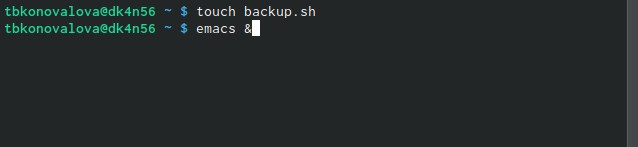 tbkonovalova@dk4n56 ~ $ touch backup.sh
tbkonovalova@dk4n56 ~ $ emacs &